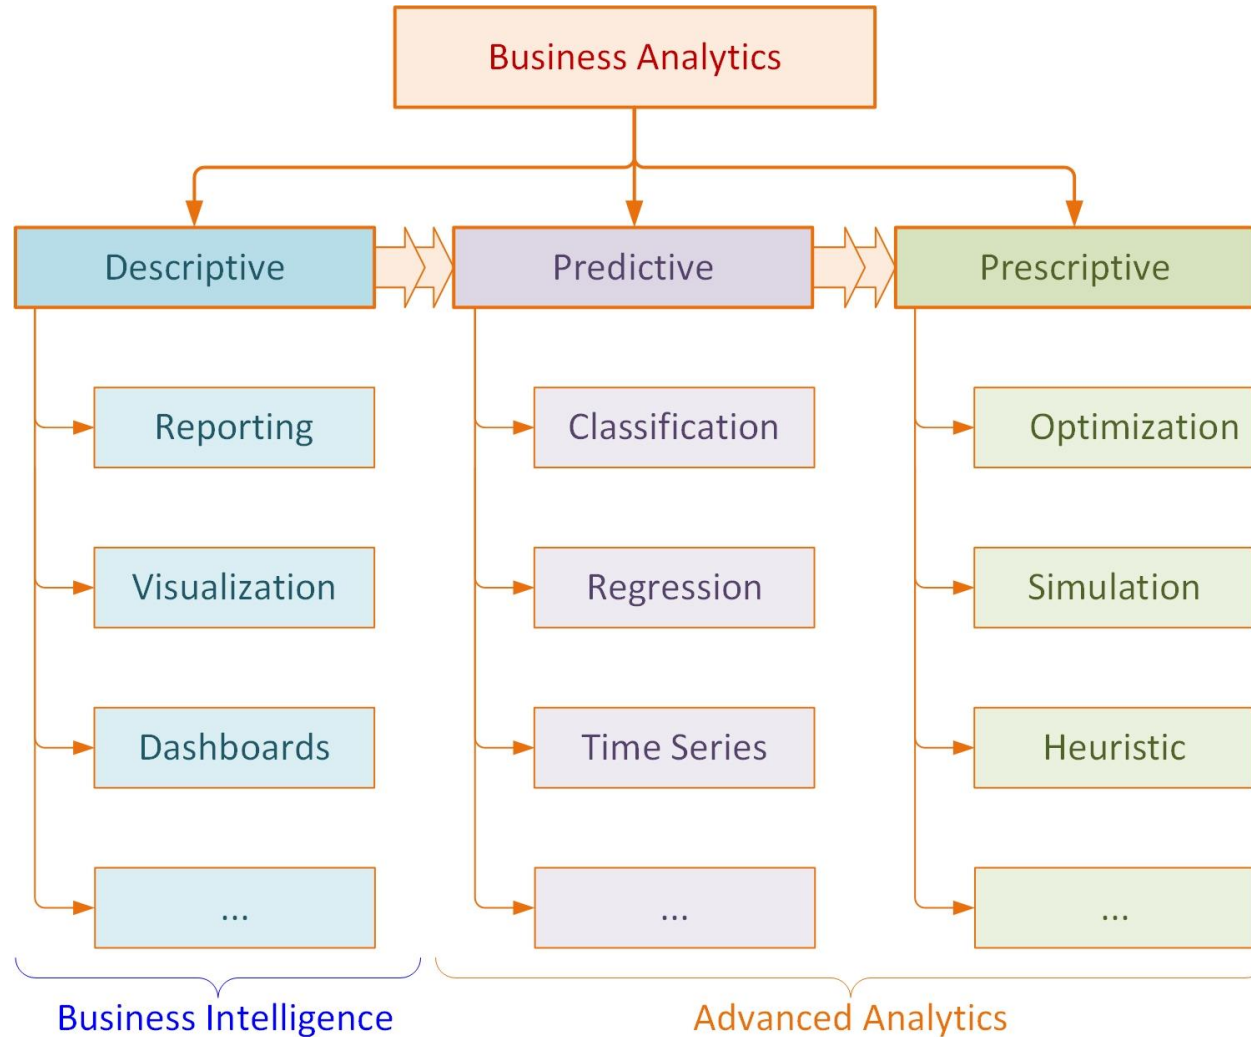 Business Analytics
Descriptive
Predictive
Prescriptive
Reporting
Classification
Optimization
Visualization
Regression
Simulation
Dashboards
Time Series
Heuristic
...
...
...
Business Intelligence
Advanced Analytics